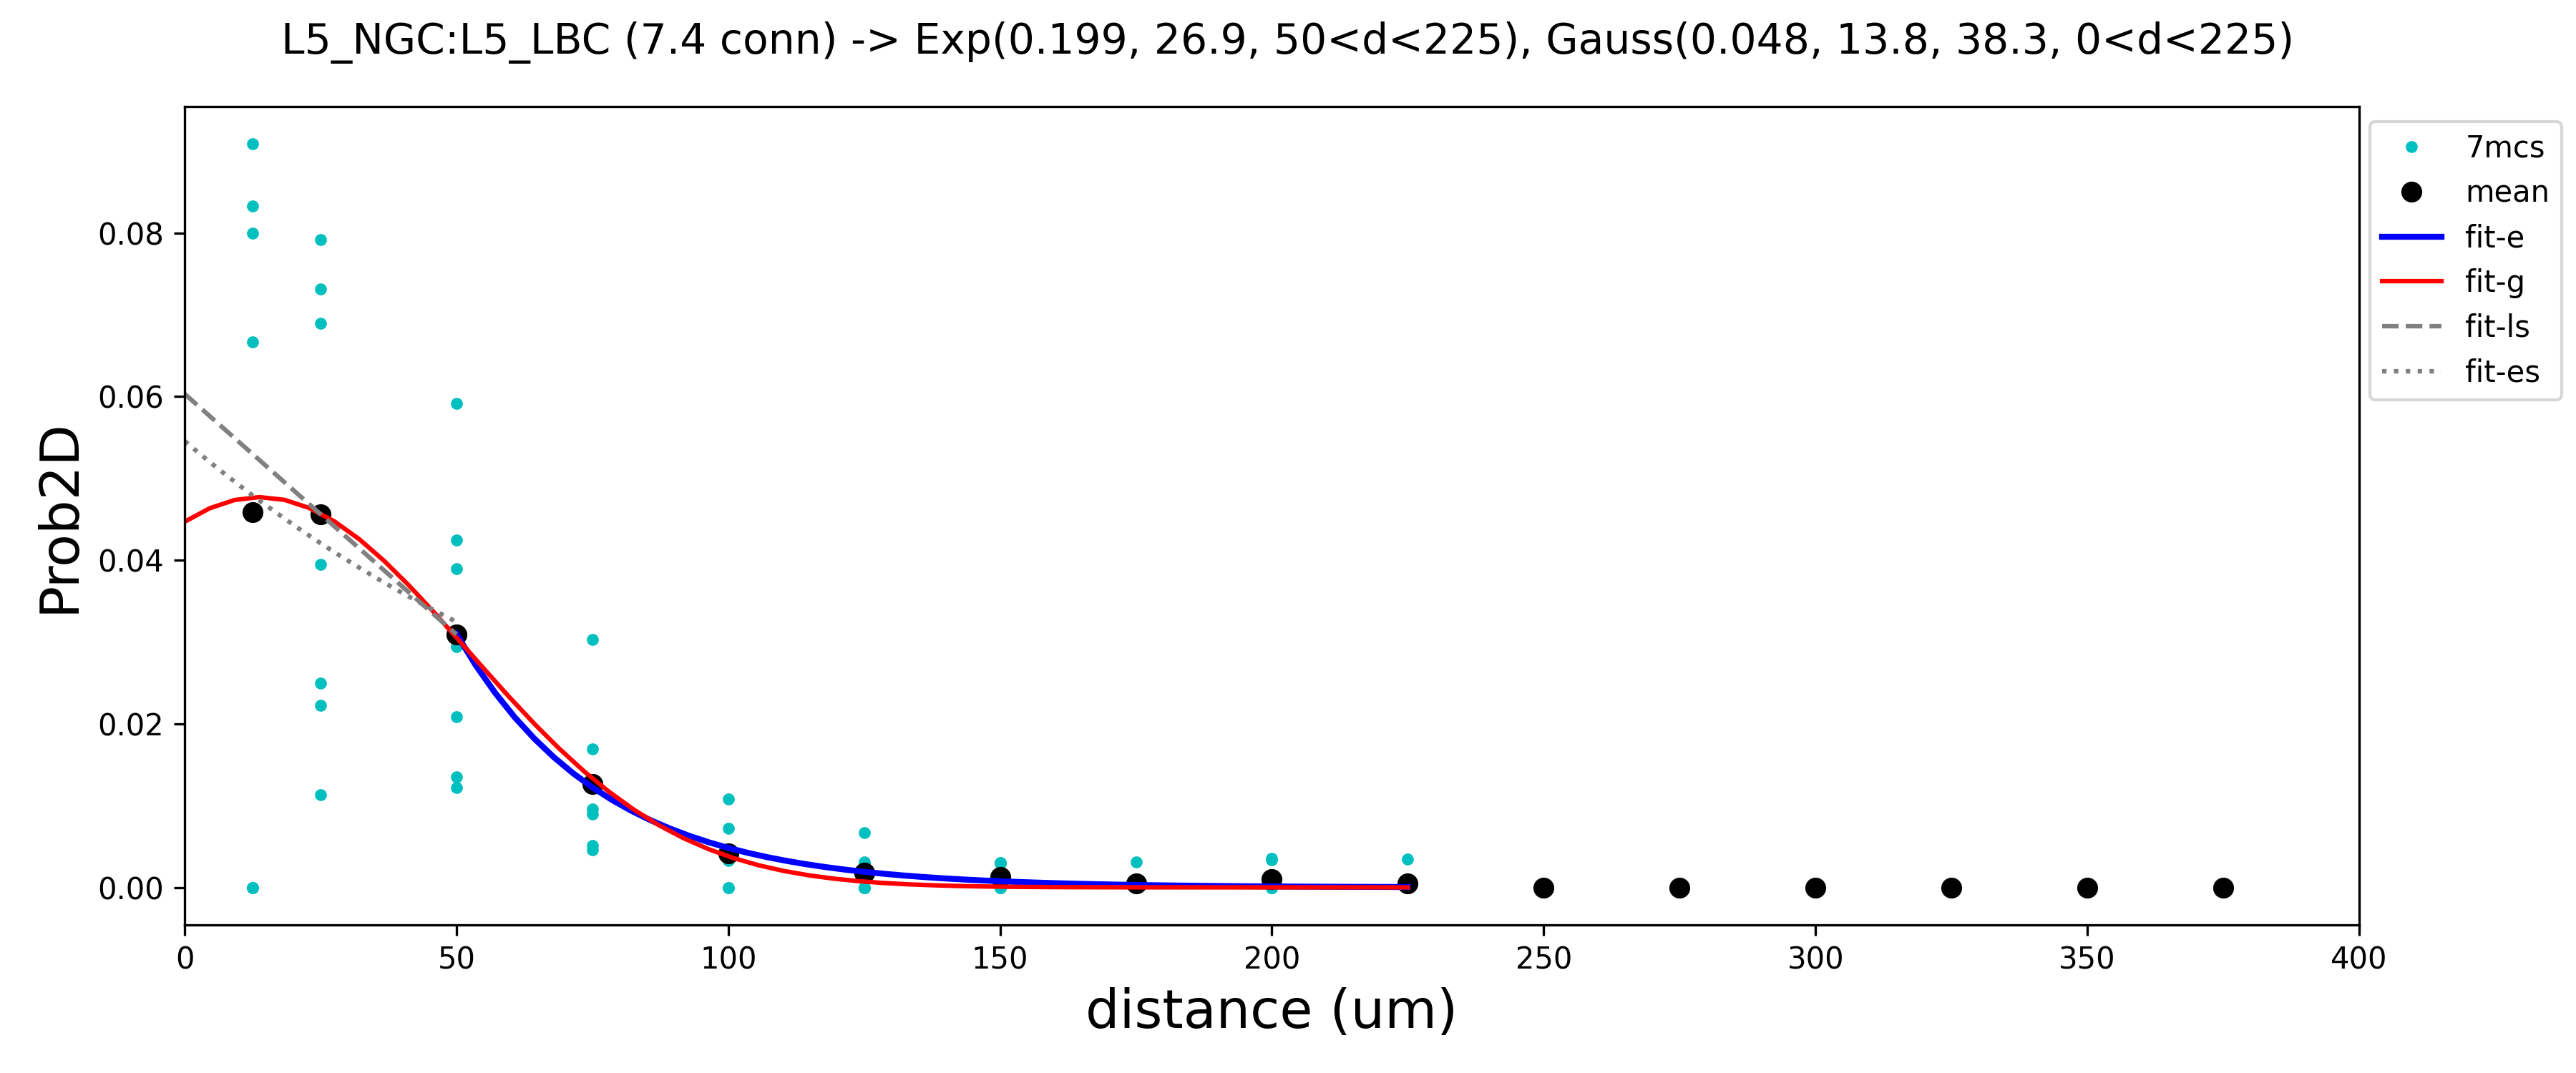 L5_NGC:L5_LBC (7.4 conn) -> Exp(0.199, 26.9, 50<d<225), Gauss(0.048, 13.8, 38.3, 0<d<225)
7mcs
mean
fit-e
fit-g
fit-ls
fit-es
Prob2D
0.08
0.06
0.04
0.02
0.00
0 50 100 150 200 250 300 350 400
distance (um)